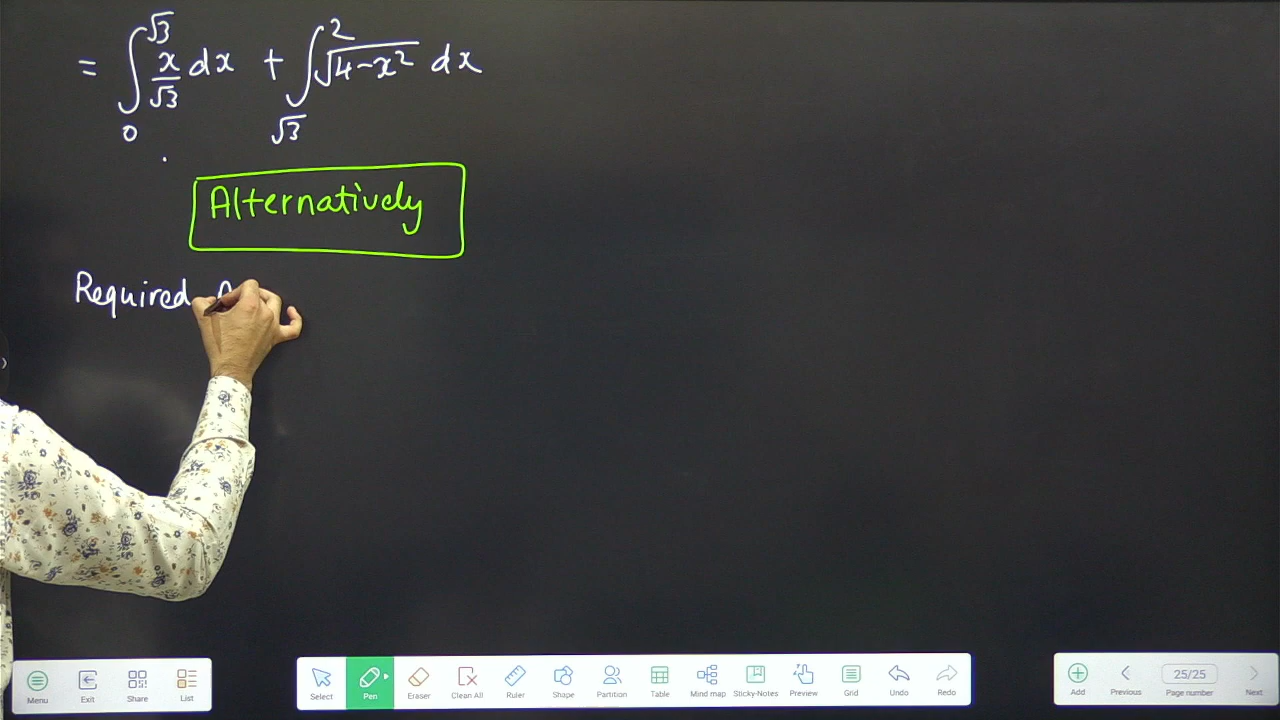 = ∫₀^√3 x/√3 dx + ∫_√3^2 √4-x² dx
Alternatively
Required
Menu Exit Share List Select Pen Eraser Clean All Ruler Shape Partition Table Mind map Sticky-Notes Preview Grid Undo Redo Add Previous 25/25 Page number Next